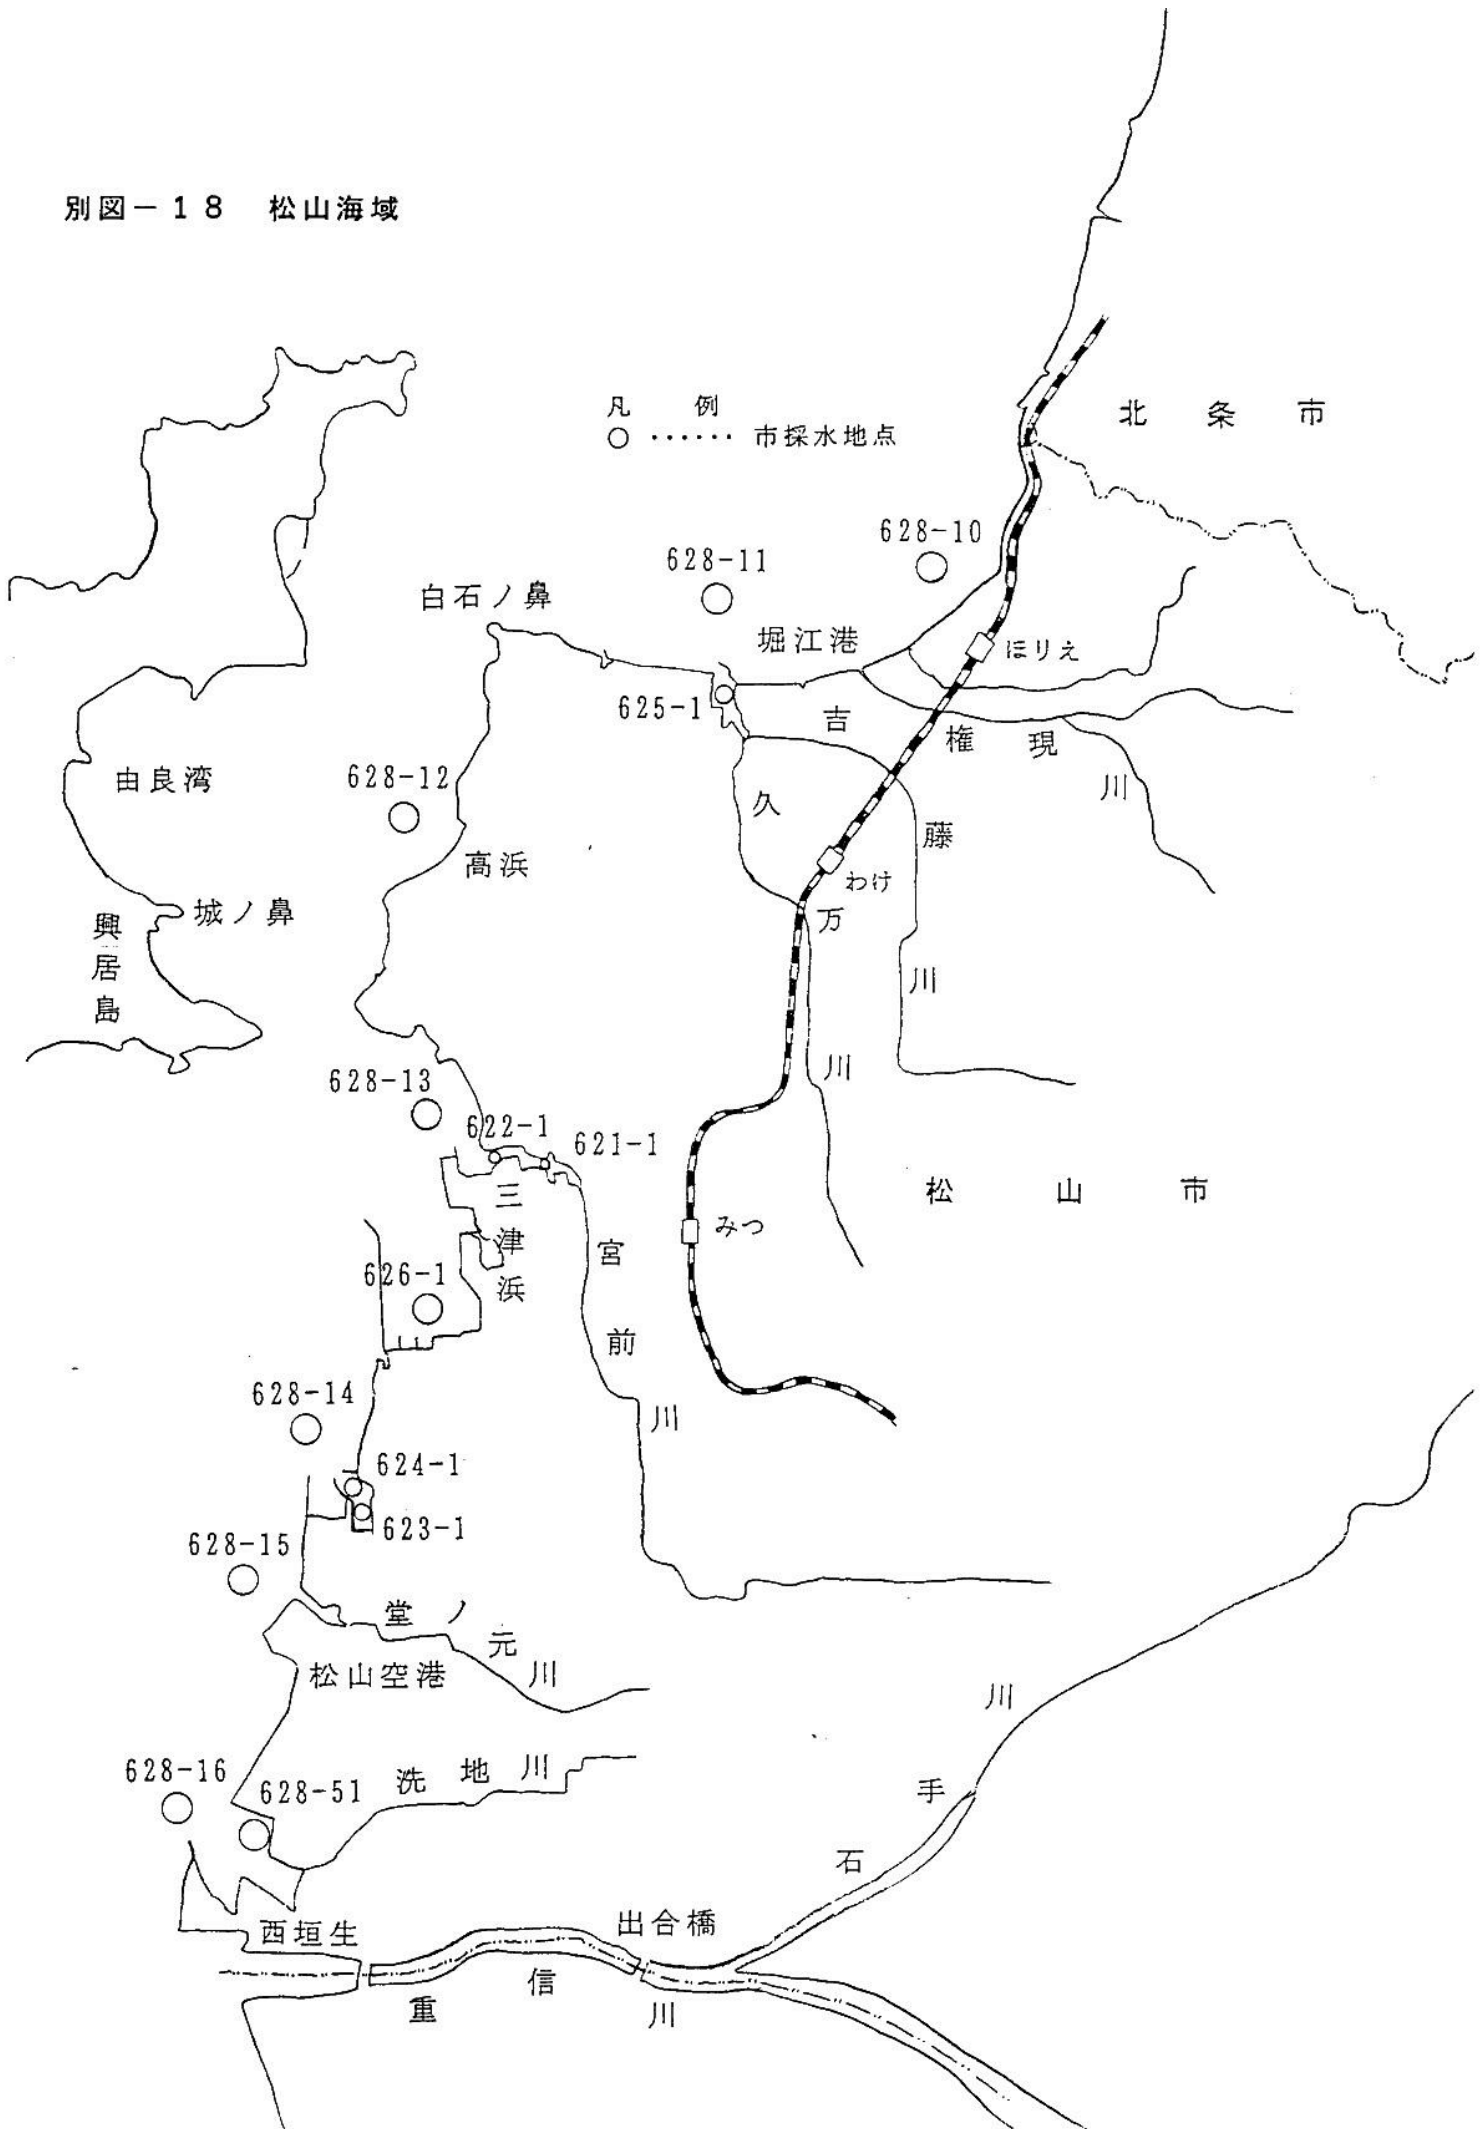 別図－18　松山海域
凡　例
○ ‥‥‥ 市採水地点
北条市
628-10
628-11
白石ノ鼻
堀江港
ほりえ
625-1
吉藤川
権現川
由良湾
628-12
久万川
高浜
わけ
城ノ鼻
興居島
628-13
622-1
621-1
三津浜
松山市
みつ
宮前川
626-1
628-14
624-1
623-1
628-15
堂ノ元川
松山空港
石手川
628-16
628-51
洗地川
西垣生
出合橋
重信川